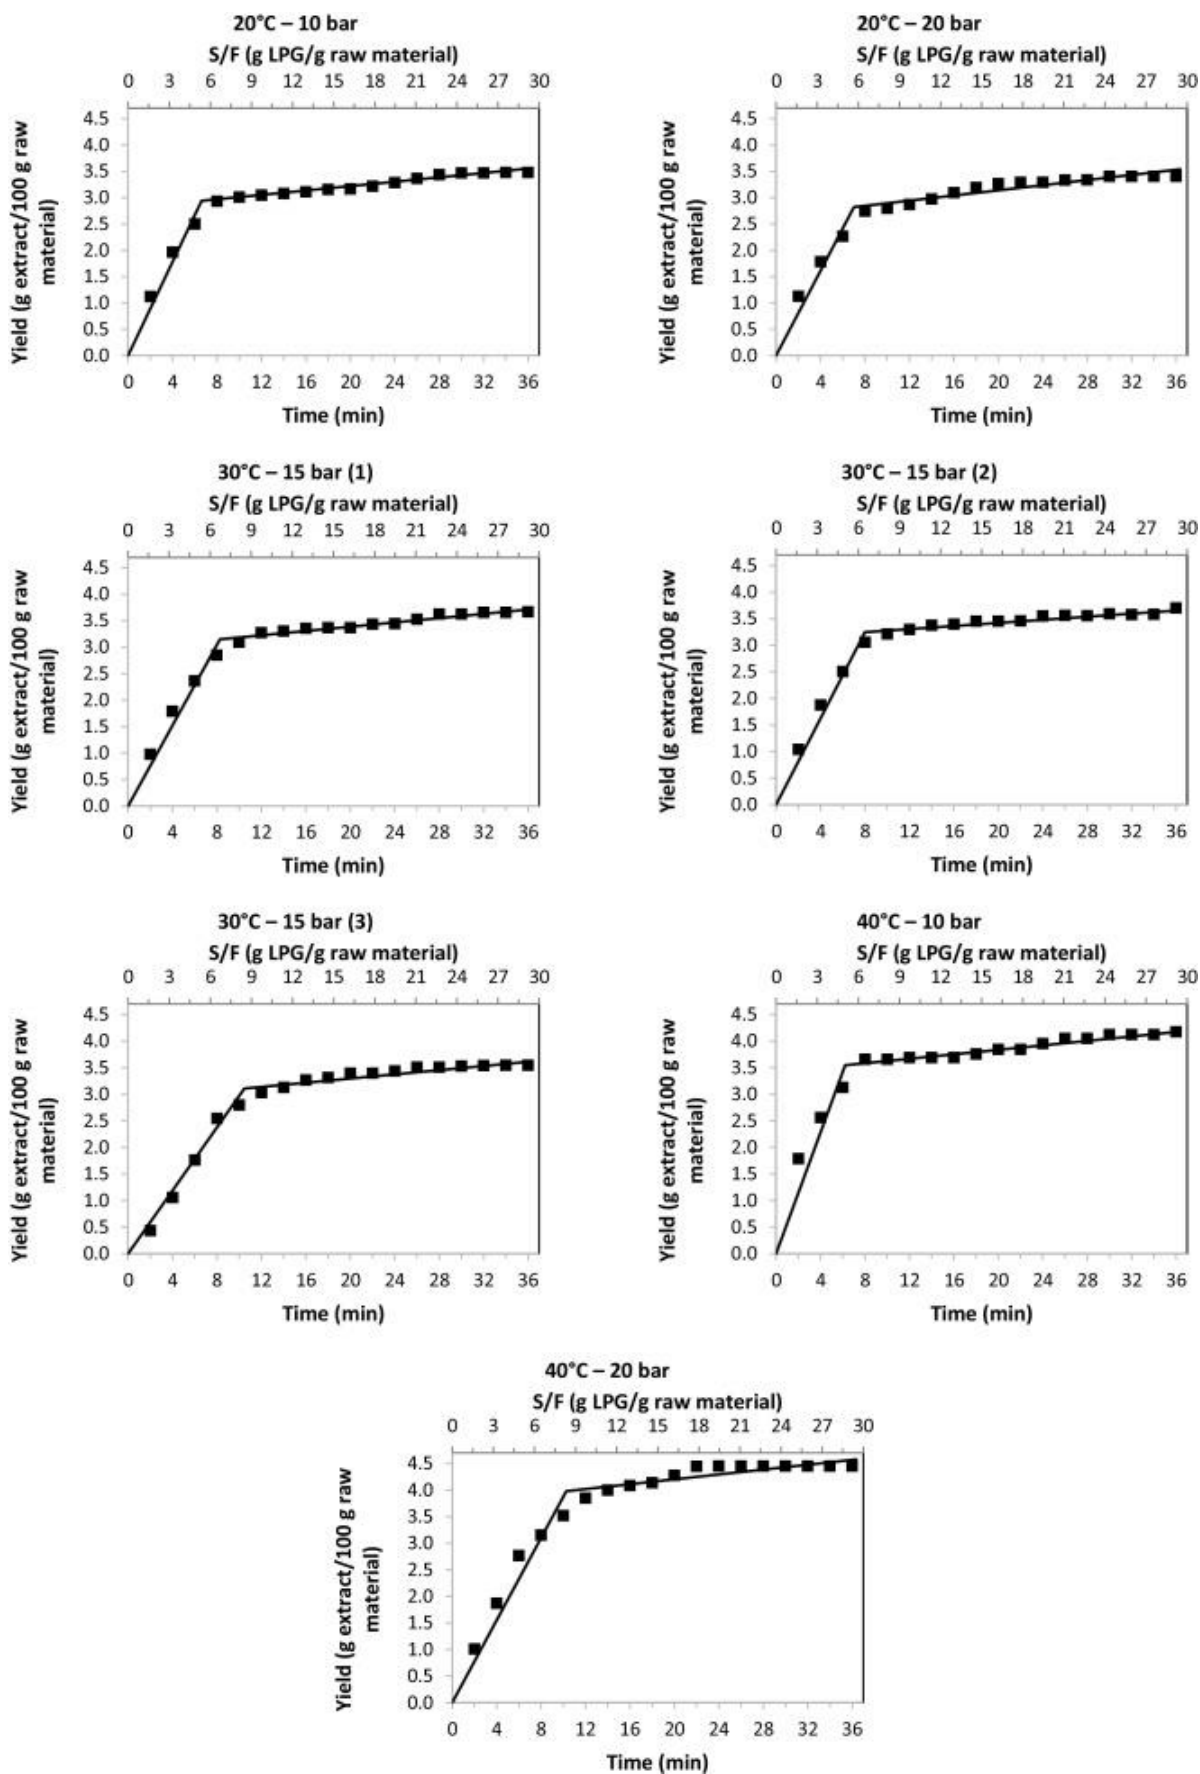 20°C – 10 bar
S/F (g LPG/g raw material)
0 3 6 9 12 15 18 21 24 27 30
4.5
4.0
3.5
3.0
2.5
2.0
1.5
1.0
0.5
0.0
Yield (g extract/100 g raw
material)
0 4 8 12 16 20 24 28 32 36
Time (min)
20°C – 20 bar
S/F (g LPG/g raw material)
0 3 6 9 12 15 18 21 24 27 30
4.5
4.0
3.5
3.0
2.5
2.0
1.5
1.0
0.5
0.0
Yield (g extract/100 g raw
material)
0 4 8 12 16 20 24 28 32 36
Time (min)
30°C – 15 bar (1)
S/F (g LPG/g raw material)
0 3 6 9 12 15 18 21 24 27 30
4.5
4.0
3.5
3.0
2.5
2.0
1.5
1.0
0.5
0.0
Yield (g extract/100 g raw
material)
0 4 8 12 16 20 24 28 32 36
Time (min)
30°C – 15 bar (2)
S/F (g LPG/g raw material)
0 3 6 9 12 15 18 21 24 27 30
4.5
4.0
3.5
3.0
2.5
2.0
1.5
1.0
0.5
0.0
Yield (g extract/100 g raw
material)
0 4 8 12 16 20 24 28 32 36
Time (min)
30°C – 15 bar (3)
S/F (g LPG/g raw material)
0 3 6 9 12 15 18 21 24 27 30
4.5
4.0
3.5
3.0
2.5
2.0
1.5
1.0
0.5
0.0
Yield (g extract/100 g raw
material)
0 4 8 12 16 20 24 28 32 36
Time (min)
40°C – 10 bar
S/F (g LPG/g raw material)
0 3 6 9 12 15 18 21 24 27 30
4.5
4.0
3.5
3.0
2.5
2.0
1.5
1.0
0.5
0.0
Yield (g extract/100 g raw
material)
0 4 8 12 16 20 24 28 32 36
Time (min)
40°C – 20 bar
S/F (g LPG/g raw material)
0 3 6 9 12 15 18 21 24 27 30
4.5
4.0
3.5
3.0
2.5
2.0
1.5
1.0
0.5
0.0
Yield (g extract/100 g raw
material)
0 4 8 12 16 20 24 28 32 36
Time (min)